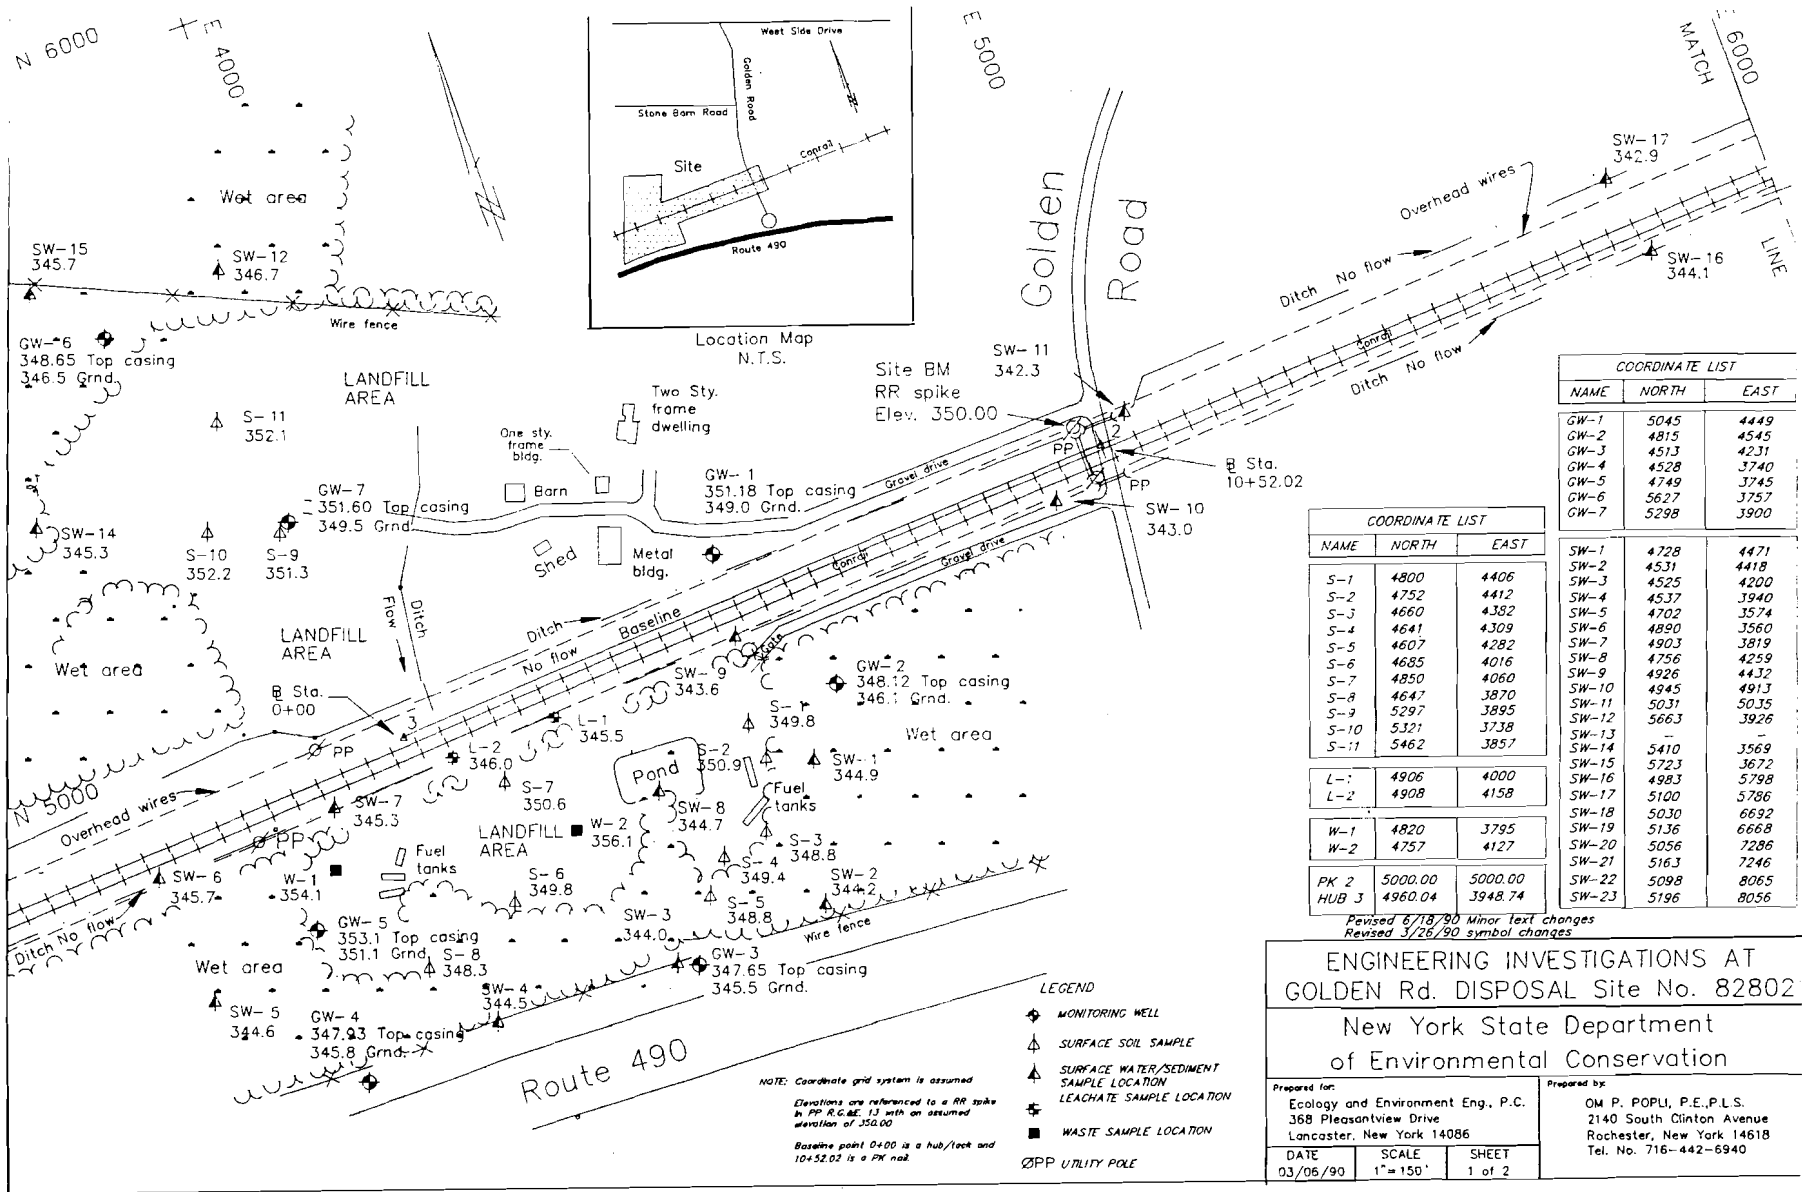 N 6000
E 4000
E 5000
E 6000
MATCH
LINE
West Side Drive
Golden Road
Stone Barn Road
Conrail
Site
Route 490
Location Map
N.T.S.
Golden
Road
Wet area
SW-15
345.7
SW-12
346.7
Wire fence
GW-6
348.65 Top casing
346.5 Grnd.
LANDFILL
AREA
S-11
352.1
Two Sty.
frame
dwelling
One sty.
frame
bldg.
Barn
Shed
Metal
bldg.
Site BM
RR spike
Elev. 350.00
SW-11
342.3
SW-17
342.9
Overhead wires
SW-16
344.1
Ditch No flow
Conrail
Ditch No flow
GW-7
351.60 Top casing
349.5 Grnd.
GW-1
351.18 Top casing
349.0 Grnd.
Gravel drive
PP
2
PP
B Sta.
10+52.02
SW-10
343.0
SW-14
345.3
S-10
352.2
S-9
351.3
Conrail
Gravel drive
Flow
Ditch
LANDFILL
AREA
Wet area
Ditch
No flow
Baseline
Gate
B Sta.
0+00
3
PP
SW-9
343.6
GW-2
348.12 Top casing
346.1 Grnd.
S-1
349.8
Wet area
L-1
345.5
L-2
346.0
Pond
S-2
350.9
SW-1
344.9
Fuel
tanks
N 5000
Overhead wires
SW-7
345.3
S-7
350.6
SW-8
344.7
LANDFILL
AREA
W-2
356.1
PP
S-3
348.8
S-4
349.4
Fuel
tanks
SW-6
345.7
W-1
354.1
S-6
349.8
S-5
348.8
SW-2
344.2
SW-3
344.0
Wire fence
Ditch No flow
GW-5
353.1 Top casing
351.1 Grnd.
S-8
348.3
Wet area
GW-3
347.65 Top casing
345.5 Grnd.
SW-4
344.5
SW-5
344.6
GW-4
347.93 Top casing
345.8 Grnd.
Route 490
NOTE: Coordinate grid system is assumed
Elevations are referenced to a RR spike
in PP R.G.&E. 13 with an assumed
elevation of 350.00
Baseline point 0+00 is a hub/tack and
10+52.02 is a PK nail.
LEGEND
MONITORING WELL
SURFACE SOIL SAMPLE
SURFACE WATER/SEDIMENT
SAMPLE LOCATION
LEACHATE SAMPLE LOCATION
WASTE SAMPLE LOCATION
PP UTILITY POLE
COORDINATE LIST
NAME NORTH EAST
S-1 4800 4406
S-2 4752 4412
S-3 4660 4382
S-4 4641 4309
S-5 4607 4282
S-6 4685 4016
S-7 4850 4060
S-8 4647 3870
S-9 5297 3895
S-10 5321 3738
S-11 5462 3857
L-1 4906 4000
L-2 4908 4158
W-1 4820 3795
W-2 4757 4127
PK 2 5000.00 5000.00
HUB 3 4960.04 3948.74
COORDINATE LIST
NAME NORTH EAST
GW-1 5045 4449
GW-2 4815 4545
GW-3 4513 4231
GW-4 4528 3740
GW-5 4749 3745
GW-6 5627 3757
GW-7 5298 3900
SW-1 4728 4471
SW-2 4531 4418
SW-3 4525 4200
SW-4 4537 3940
SW-5 4702 3574
SW-6 4890 3560
SW-7 4903 3819
SW-8 4756 4259
SW-9 4926 4432
SW-10 4945 4913
SW-11 5031 5035
SW-12 5663 3926
SW-13 - -
SW-14 5410 3569
SW-15 5723 3672
SW-16 4983 5798
SW-17 5100 5786
SW-18 5030 6692
SW-19 5136 6668
SW-20 5056 7286
SW-21 5163 7246
SW-22 5098 8065
SW-23 5196 8056
Revised 6/18/90 Minor text changes
Revised 3/26/90 symbol changes
ENGINEERING INVESTIGATIONS AT
GOLDEN Rd. DISPOSAL Site No. 828021
New York State Department
of Environmental Conservation
Prepared for:
Ecology and Environment Eng., P.C.
368 Pleasantview Drive
Lancaster, New York 14086
DATE
03/06/90
SCALE
1"=150'
SHEET
1 of 2
Prepared by:
OM P. POPLI, P.E.,P.L.S.
2140 South Clinton Avenue
Rochester, New York 14618
Tel. No. 716-442-6940